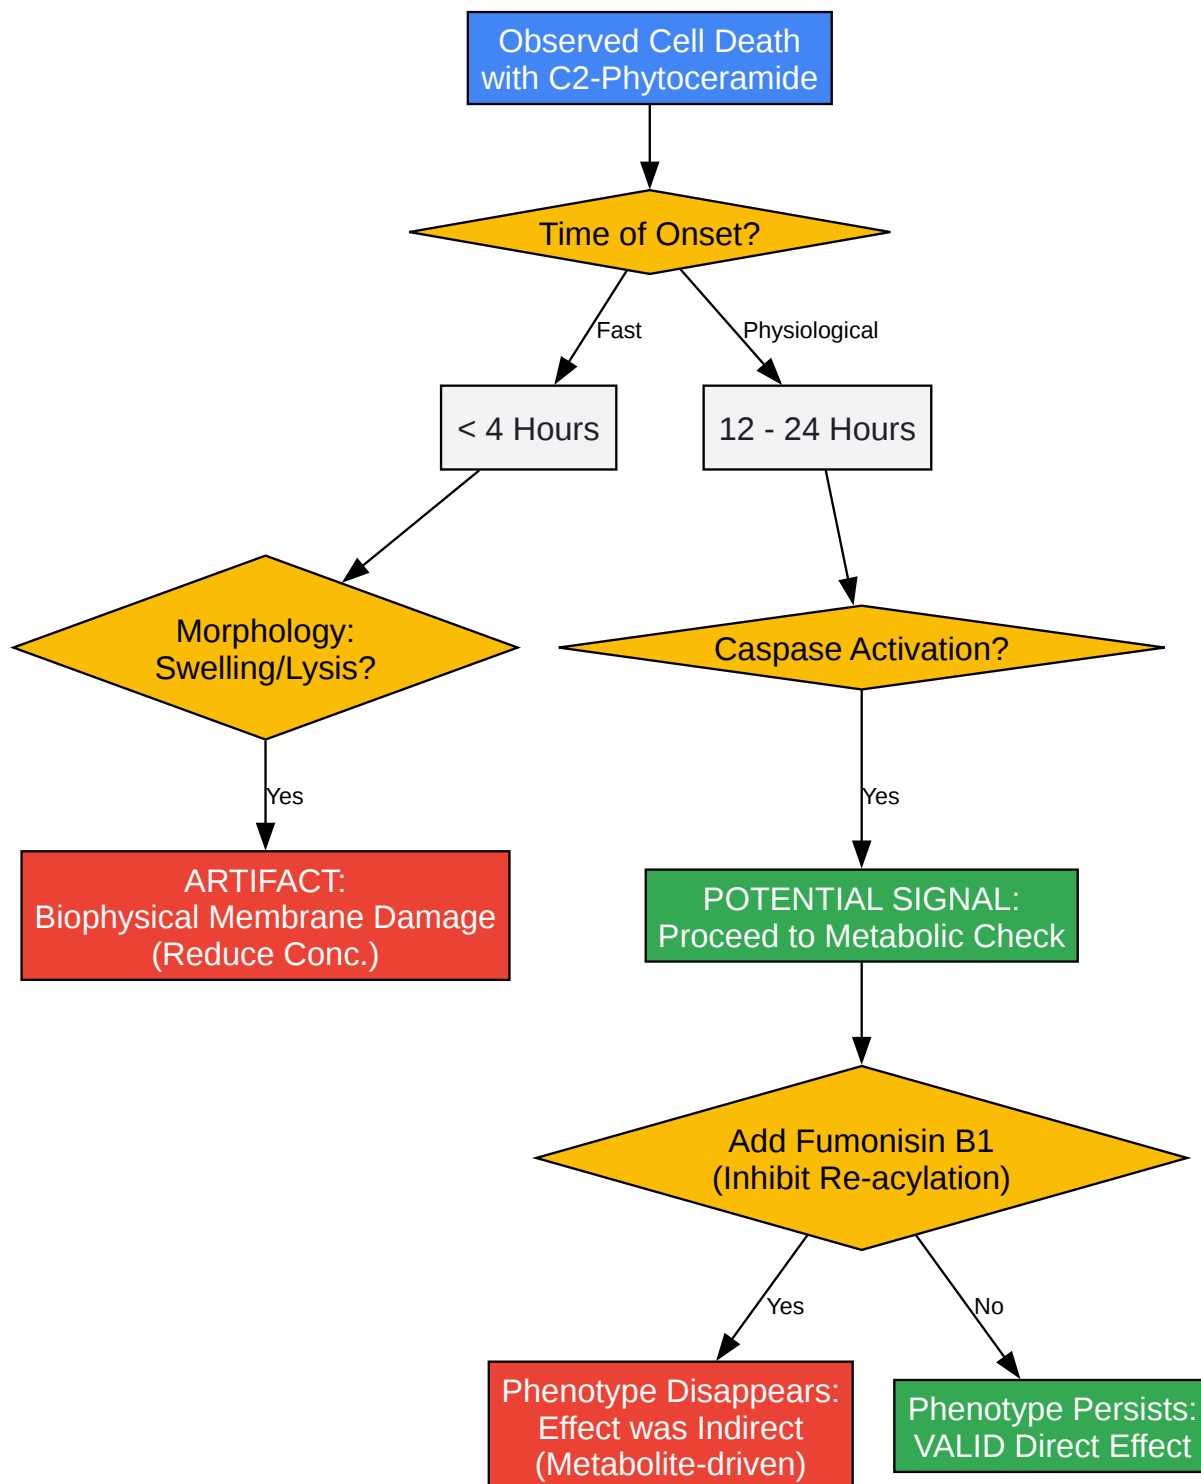 Observed Cell Death
with C2-Phytoceramide
Time of Onset?
Fast
Physiological
< 4 Hours
12 - 24 Hours
Morphology:
Swelling/Lysis?
Caspase Activation?
Yes
Yes
ARTIFACT:
Biophysical Membrane Damage
(Reduce Conc.)
POTENTIAL SIGNAL:
Proceed to Metabolic Check
Add Fumonisin B1
(Inhibit Re-acylation)
Yes
No
Phenotype Disappears:
Effect was Indirect
(Metabolite-driven)
Phenotype Persists:
VALID Direct Effect